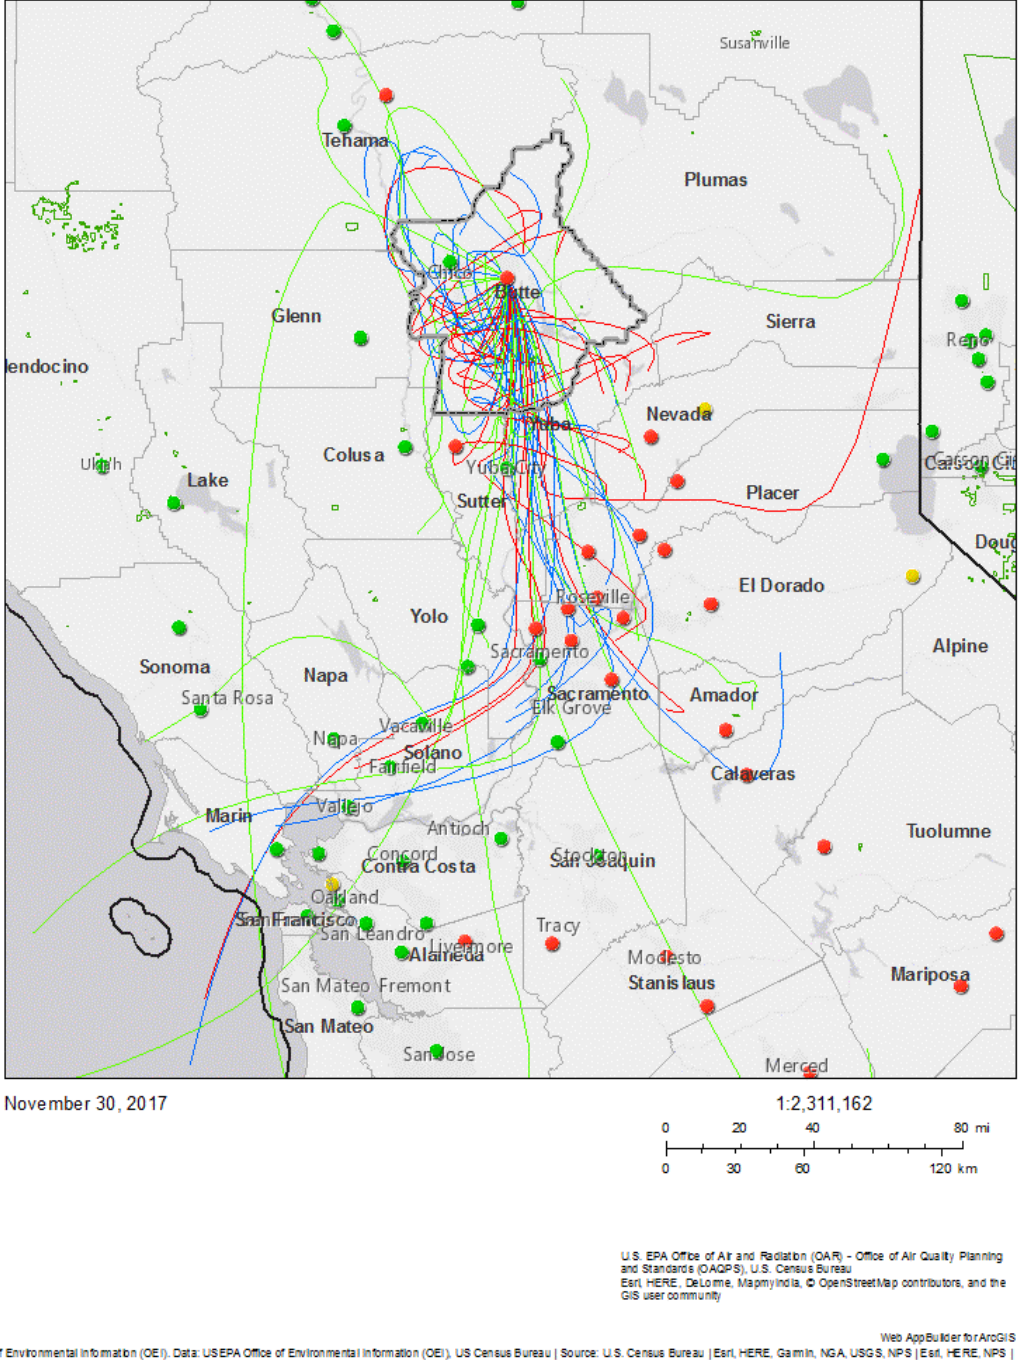 Susanville
Tehama
Plumas
Chico
Butte
Glenn
Sierra
Reno
lendocino
Nevada
Yuba
Colusa
Ukiah
Yuba City
Carson City
Lake
Placer
Sutter
Doug
El Dorado
Roseville
Yolo
Alpine
Sacramento
Sonoma
Napa
Sacramento
Amador
Santa Rosa
Elk Grove
Vacaville
Napa
Solano
Fairfield
Calaveras
Vallejo
Marin
Antioch
Tuolumne
Concord
Contra Costa
Stockton
San Joaquin
Oakland
San Francisco
San Francisco
Tracy
San Leandro
Livermore
Alameda
Modesto
Mariposa
Stanislaus
San Mateo
Fremont
San Mateo
San Jose
Merced
November 30, 2017
1:2,311,162
0 20 40 80 mi
0 30 60 120 km
U.S. EPA Office of Air and Radiation (OAR) - Office of Air Quality Planning
and Standards (OAQPS), U.S. Census Bureau
Esri, HERE, DeLorme, MapmyIndia, © OpenStreetMap contributors, and the
GIS user community
Web AppBuilder for ArcGIS
f Environmental Information (OEI). Data: USEPA Office of Environmental Information (OEI), US Census Bureau | Source: U.S. Census Bureau | Esri, HERE, Garmin, NGA, USGS, NPS | Esri, HERE, NPS |